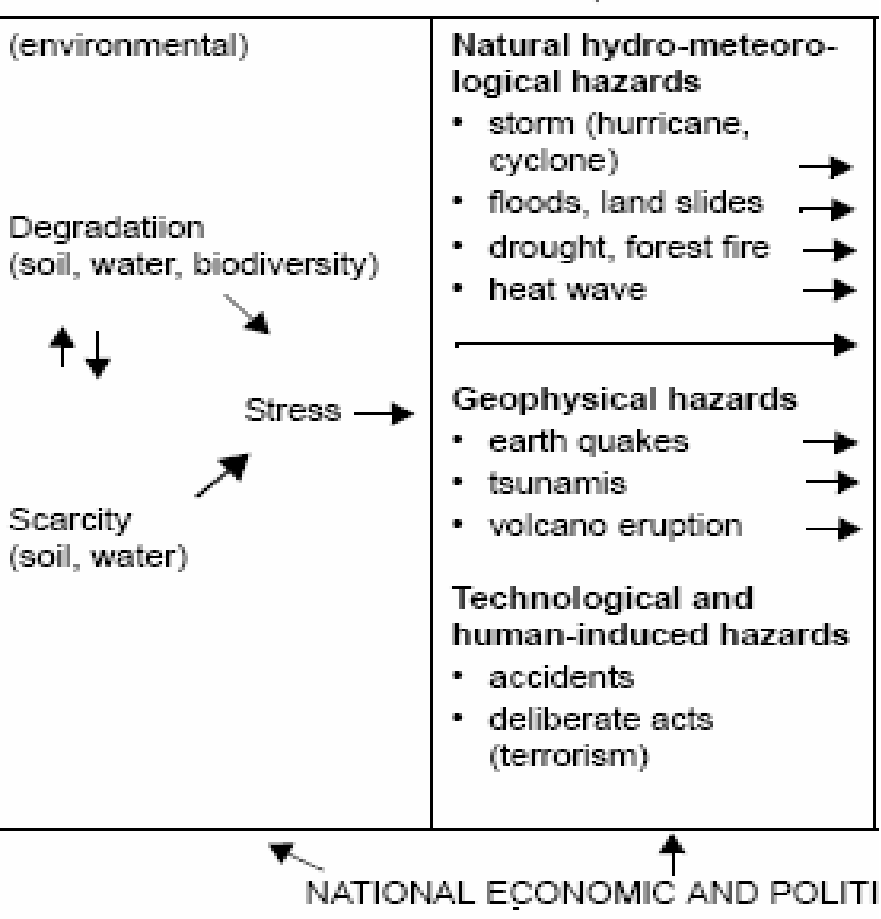 (environmental)
Degradatiion
(soil, water, biodiversity)
Stress
Scarcity
(soil, water)
Natural hydro-meteoro-
logical hazards
• storm (hurricane,
cyclone)
• floods, land slides
• drought, forest fire
• heat wave
Geophysical hazards
• earth quakes
• tsunamis
• volcano eruption
Technological and
human-induced hazards
• accidents
• deliberate acts
(terrorism)
NATIONAL ECONOMIC AND POLITI